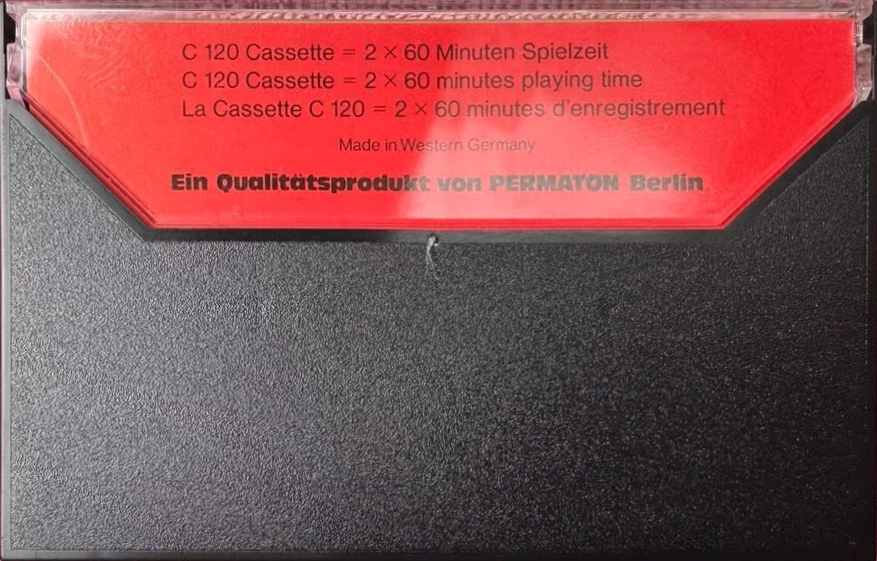 C 120 Cassette = 2 × 60 Minuten Spielzeit
C 120 Cassette = 2 × 60 minutes playing time
La Cassette C 120 = 2 × 60 minutes d'enregistrement
Made in Western Germany
Ein Qualitätsprodukt von PERMATON Berlin